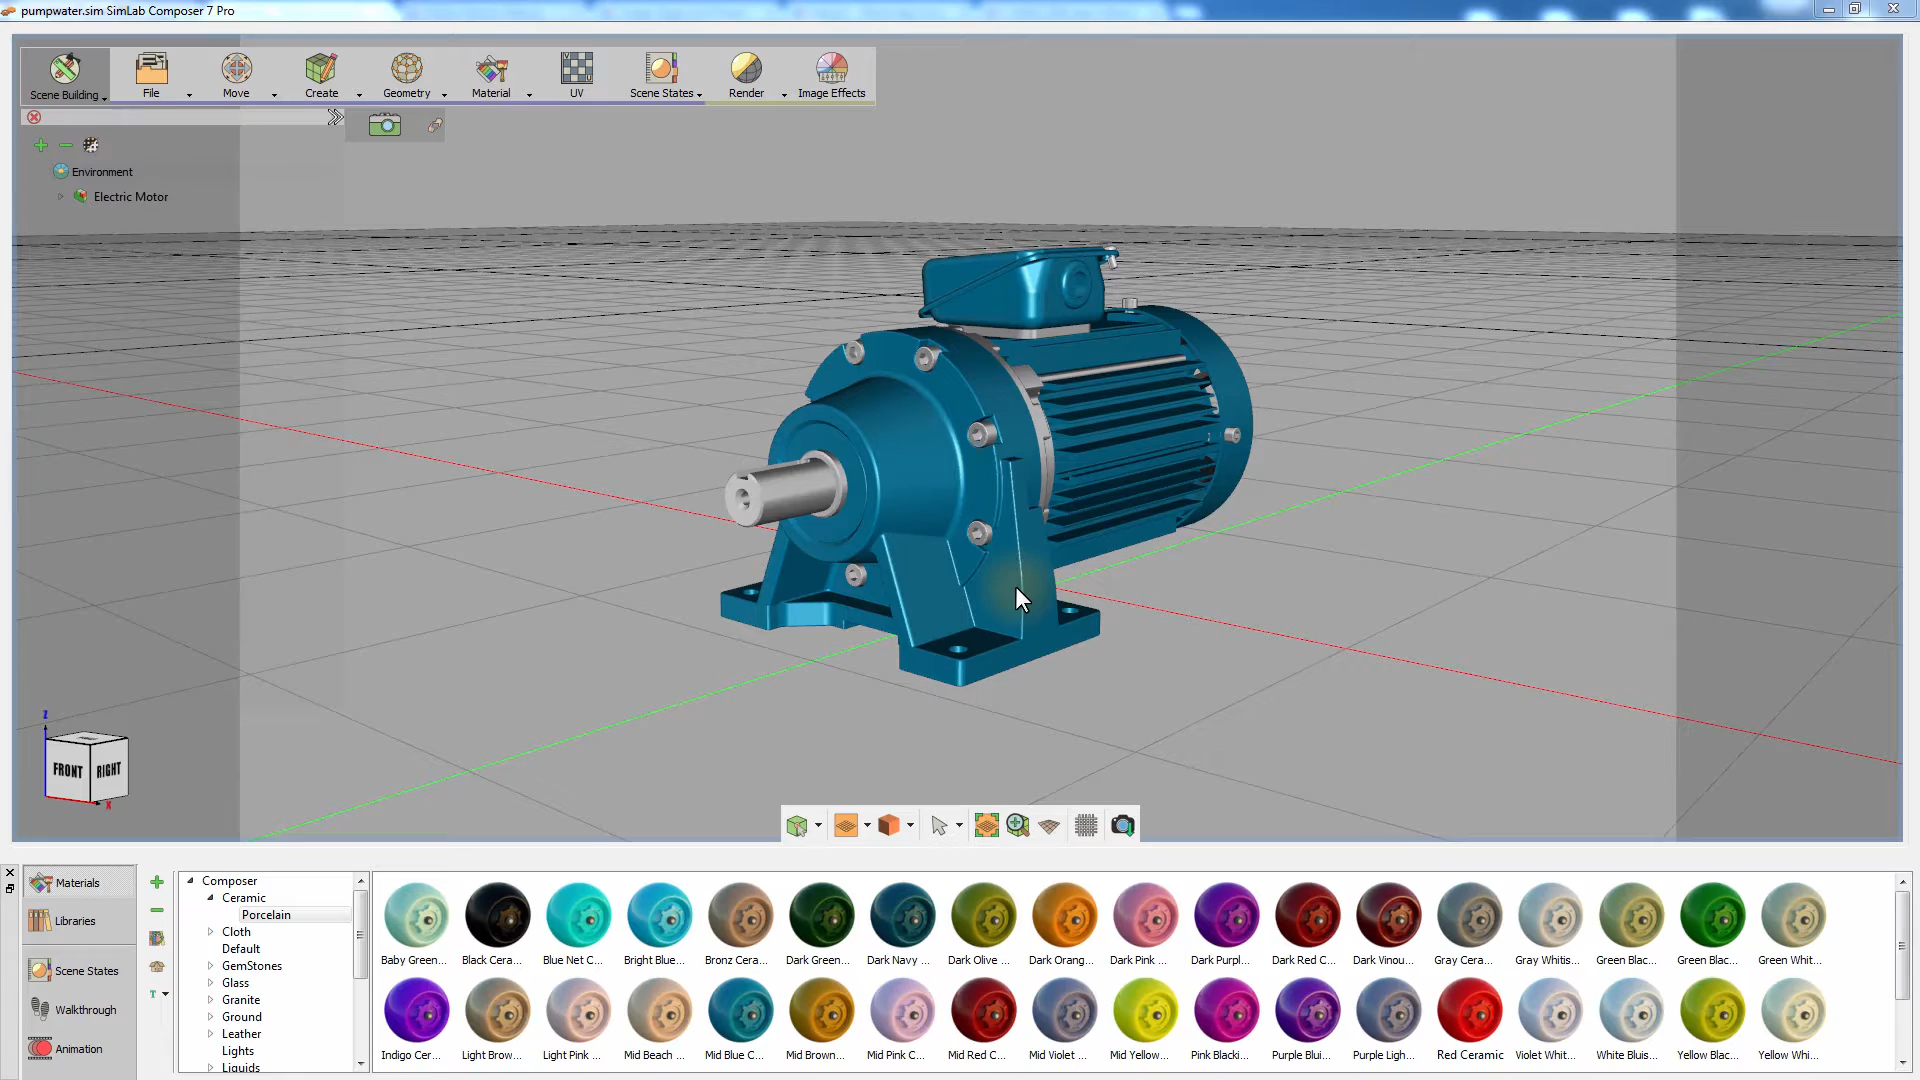 pumpwater.sim SimLab Composer 7 Pro
Scene Building File Move Create Geometry Material UV Scene States Render Image Effects
Environment
Electric Motor
Z
FRONT RIGHT
X
Materials
Libraries
Scene States
Walkthrough
Animation
T
Composer
Ceramic
Porcelain
Cloth
Default
GemStones
Glass
Granite
Ground
Leather
Lights
Liquids
Baby Green... Black Cera... Blue Net C... Bright Blue... Bronz Cera... Dark Green... Dark Navy ... Dark Olive ... Dark Orang... Dark Pink ... Dark Purpl... Dark Red C... Dark Vinou... Gray Cera... Gray Whitis... Green Blac... Green Blac... Green Whit...
Indigo Cer... Light Brow... Light Pink ... Mid Beach ... Mid Blue C... Mid Brown... Mid Pink C... Mid Red C... Mid Violet ... Mid Yellow... Pink Blacki... Purple Blui... Purple Ligh... Red Ceramic Violet Whit... White Bluis... Yellow Blac... Yellow Whi...